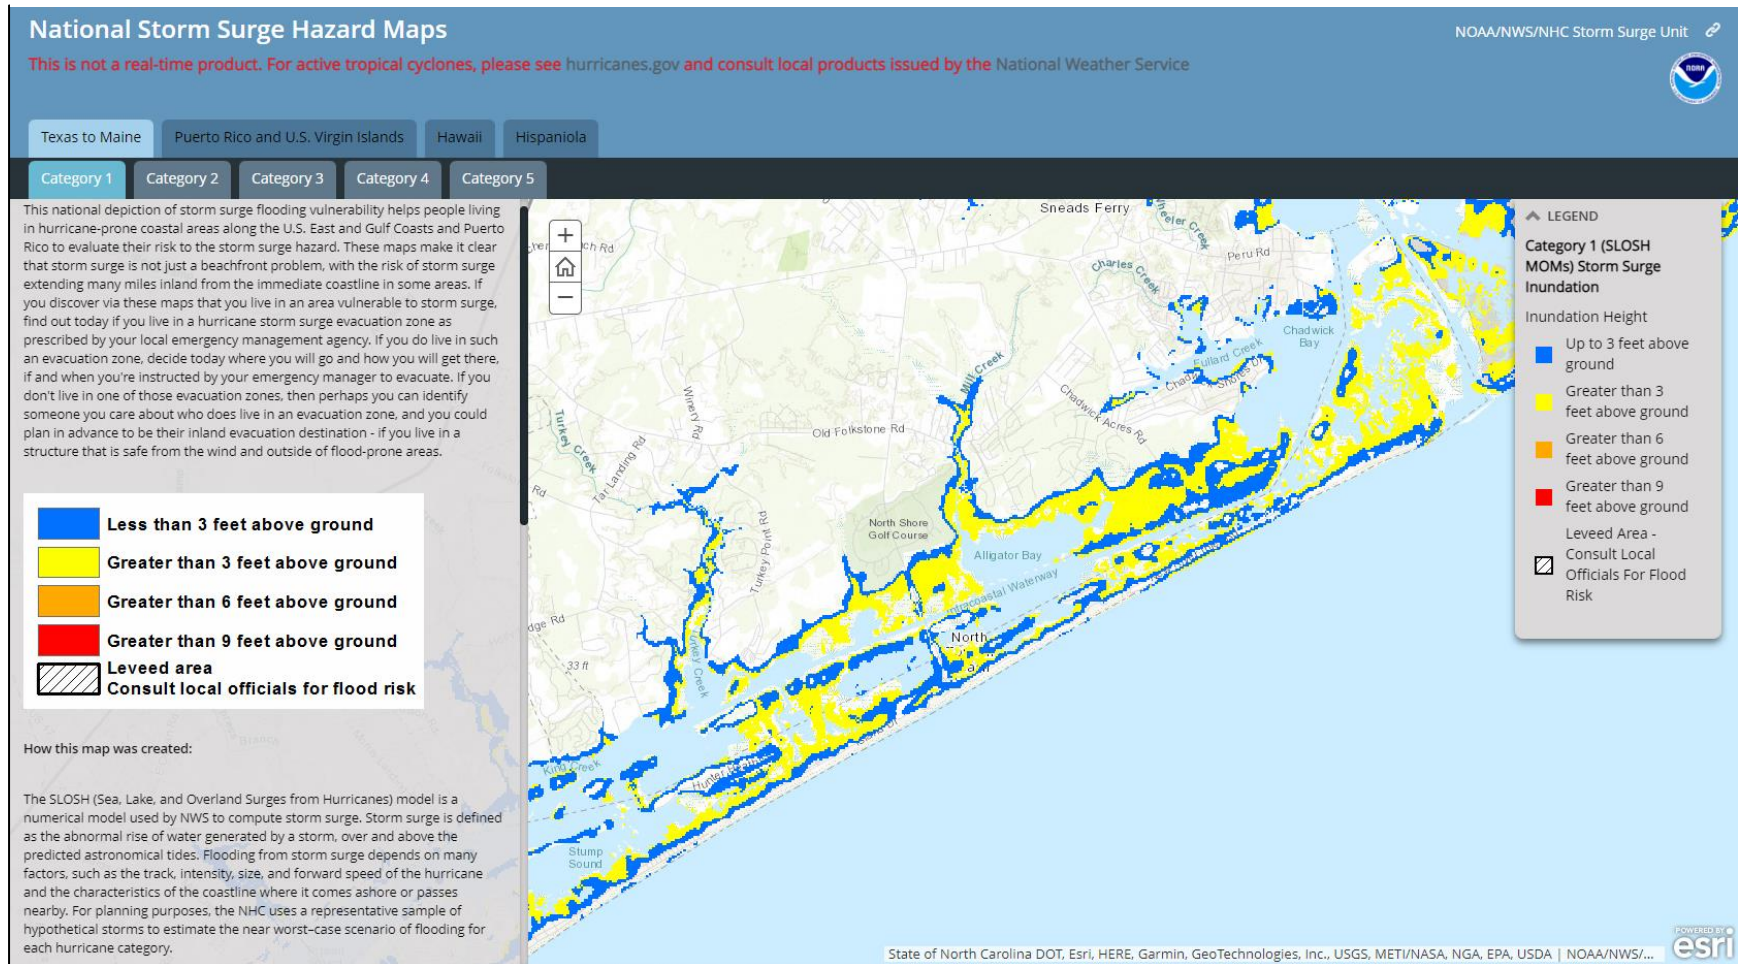 National Storm Surge Hazard Maps
NOAA/NWS/NHC Storm Surge Unit
This is not a real-time product. For active tropical cyclones, please see hurricanes.gov and consult local products issued by the National Weather Service
NOAA
Texas to Maine
Puerto Rico and U.S. Virgin Islands
Hawaii
Hispaniola
Category 1
Category 2
Category 3
Category 4
Category 5
This national depiction of storm surge flooding vulnerability helps people living
in hurricane-prone coastal areas along the U.S. East and Gulf Coasts and Puerto
Rico to evaluate their risk to the storm surge hazard. These maps make it clear
that storm surge is not just a beachfront problem, with the risk of storm surge
extending many miles inland from the immediate coastline in some areas. If
you discover via these maps that you live in an area vulnerable to storm surge,
find out today if you live in a hurricane storm surge evacuation zone as
prescribed by your local emergency management agency. If you do live in such
an evacuation zone, decide today where you will go and how you will get there,
if and when you're instructed by your emergency manager to evacuate. If you
don't live in one of those evacuation zones, then perhaps you can identify
someone you care about who does live in an evacuation zone, and you could
plan in advance to be their inland evacuation destination - if you live in a
structure that is safe from the wind and outside of flood-prone areas.
Less than 3 feet above ground
Greater than 3 feet above ground
Greater than 6 feet above ground
Greater than 9 feet above ground
Leveed area
Consult local officials for flood risk
How this map was created:
The SLOSH (Sea, Lake, and Overland Surges from Hurricanes) model is a
numerical model used by NWS to compute storm surge. Storm surge is defined
as the abnormal rise of water generated by a storm, over and above the
predicted astronomical tides. Flooding from storm surge depends on many
factors, such as the track, intensity, size, and forward speed of the hurricane
and the characteristics of the coastline where it comes ashore or passes
nearby. For planning purposes, the NHC uses a representative sample of
hypothetical storms to estimate the near worst–case scenario of flooding for
each hurricane category.
Sneads Ferry
Wheeler Creek
ch Rd
Peru Rd
Charles Creek
Chadwick
Bay
Fullard Creek
Shores Dr
Mill Creek
Chadwick Acres Rd
Winery Rd
Old Folkstone Rd
Turkey
Creek
Tar Landing Rd
Rd
North Shore
Golf Course
Turkey Point Rd
Alligator Bay
Intracoastal Waterway
dge Rd
North
33 ft
Turkey Creek
King Creek
Hunter
Stump
Sound
LEGEND
Category 1 (SLOSH
MOMs) Storm Surge
Inundation
Inundation Height
Up to 3 feet above
ground
Greater than 3
feet above ground
Greater than 6
feet above ground
Greater than 9
feet above ground
Leveed Area -
Consult Local
Officials For Flood
Risk
State of North Carolina DOT, Esri, HERE, Garmin, GeoTechnologies, Inc., USGS, METI/NASA, NGA, EPA, USDA | NOAA/NWS/...
POWERED BY
esri